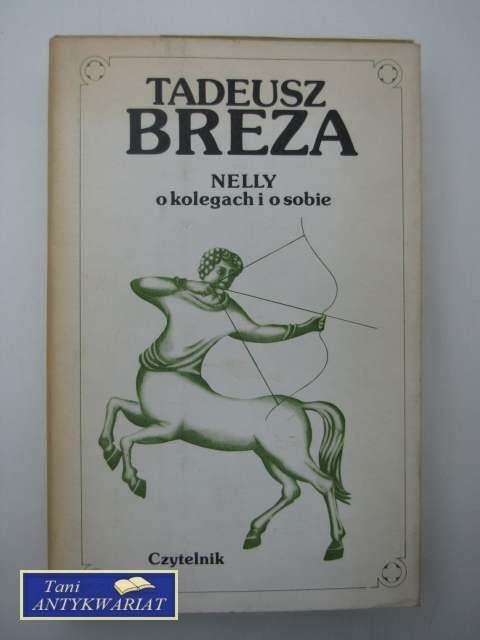 TADEUSZ
BREZA
NELLY
o kolegach i o sobie
Czytelnik
Tani
ANTYKWARIAT